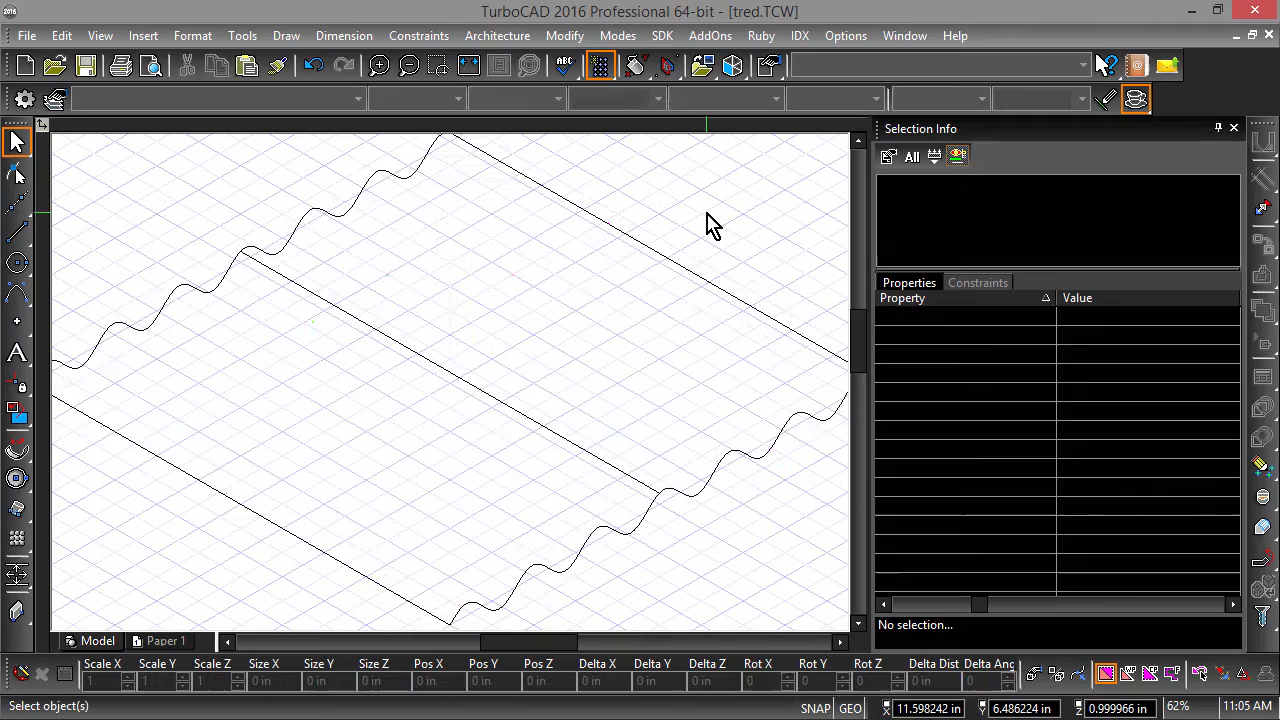 2016
TurboCAD 2016 Professional 64-bit - [tred.TCW]
File Edit View Insert Format Tools Draw Dimension Constraints Architecture Modify Modes SDK AddOns Ruby IDX Options Window Help
ABC
Selection Info
All
Properties Constraints
Property Value
No selection...
Model Paper 1
Scale X Scale Y Scale Z Size X Size Y Size Z Pos X Pos Y Pos Z Delta X Delta Y Delta Z Rot X Rot Y Rot Z Delta Dist Delta Ang
1 1 1 0 in 0 in 0 in 0 in 0 in 0 in 0 in 0 in 0 in 0 0 0 0 in 0
Select object(s) SNAP GEO X 11.598242 in Y 6.486224 in Z 0.999966 in 62% 11:05 AM